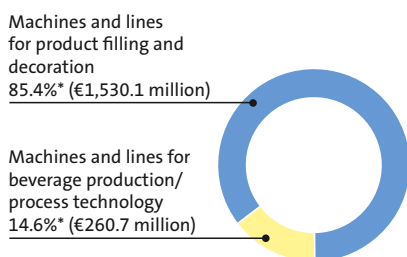 Machines and lines
for product filling and
decoration
85.4%* (€1,530.1 million)
Machines and lines for
beverage production/
process technology
14.6%* (€260.7 million)